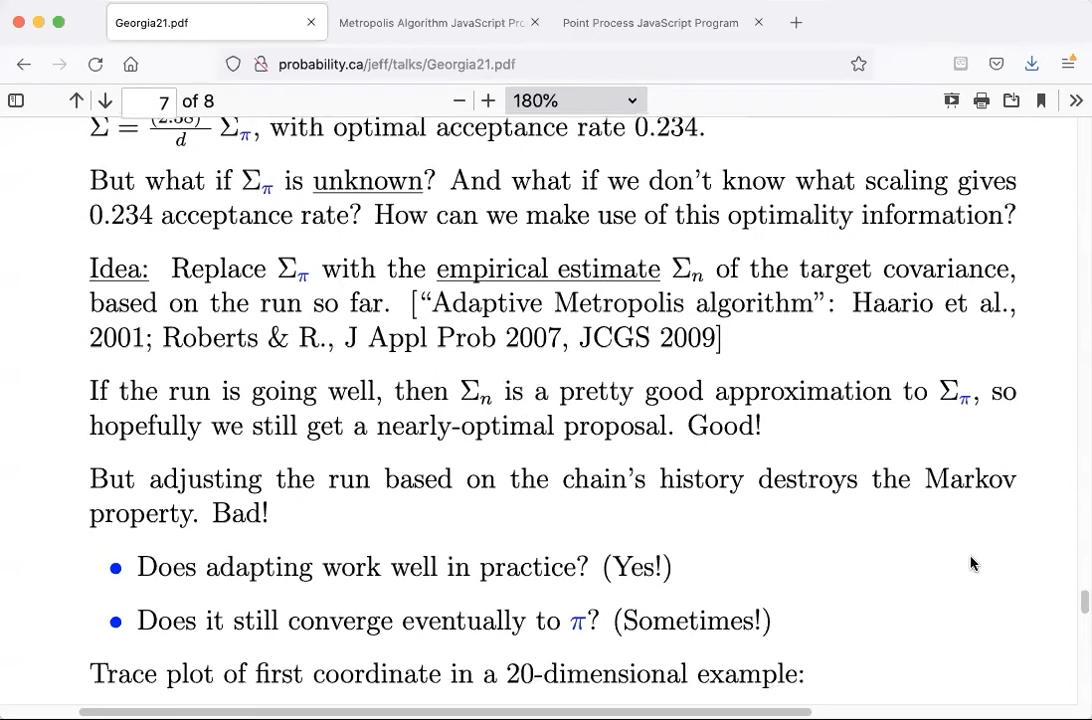 Georgia21.pdf
Metropolis Algorithm JavaScript Prc
Point Process JavaScript Program
probability.ca/jeff/talks/Georgia21.pdf
7 of 8
180%
Σ = (2.38)/d Σπ, with optimal acceptance rate 0.234.
But what if Σπ is unknown? And what if we don't know what scaling gives
0.234 acceptance rate? How can we make use of this optimality information?
Idea: Replace Σπ with the empirical estimate Σn of the target covariance,
based on the run so far. ["Adaptive Metropolis algorithm": Haario et al.,
2001; Roberts & R., J Appl Prob 2007, JCGS 2009]
If the run is going well, then Σn is a pretty good approximation to Σπ, so
hopefully we still get a nearly-optimal proposal. Good!
But adjusting the run based on the chain's history destroys the Markov
property. Bad!
• Does adapting work well in practice? (Yes!)
• Does it still converge eventually to π? (Sometimes!)
Trace plot of first coordinate in a 20-dimensional example: